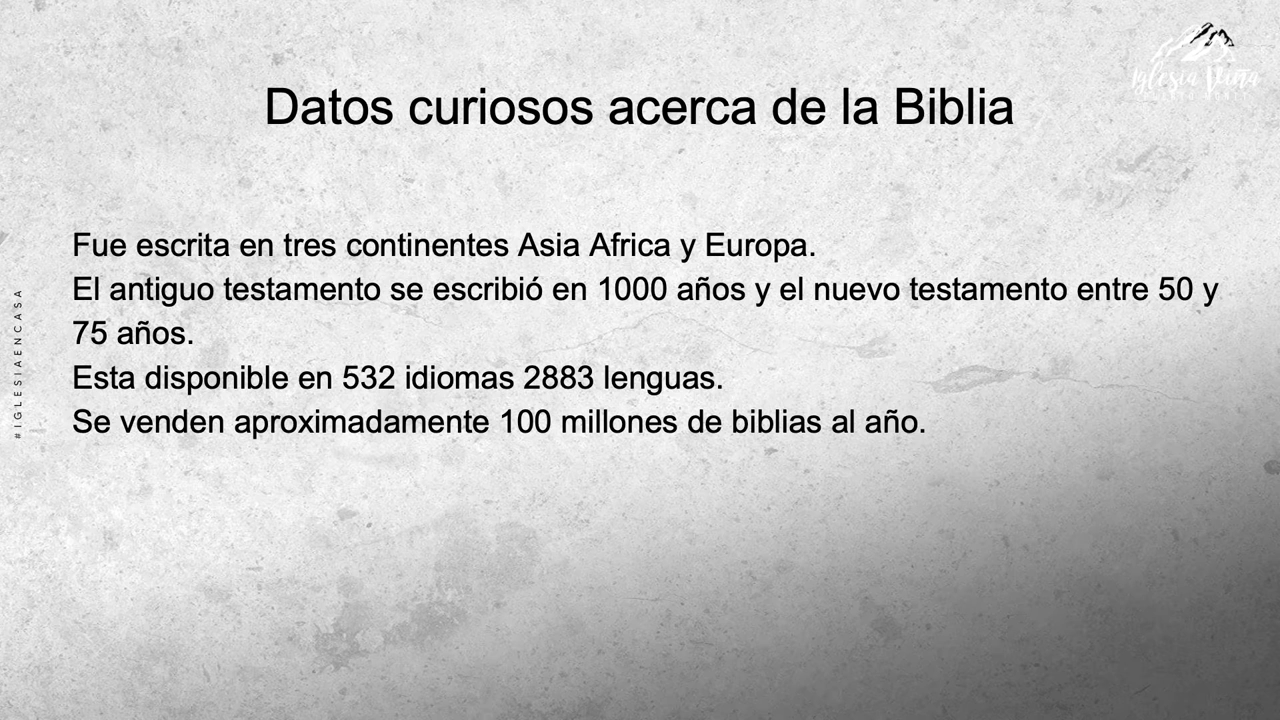 Iglesia Viña
Datos curiosos acerca de la Biblia
Fue escrita en tres continentes Asia Africa y Europa.
El antiguo testamento se escribió en 1000 años y el nuevo testamento entre 50 y
75 años.
Esta disponible en 532 idiomas 2883 lenguas.
Se venden aproximadamente 100 millones de biblias al año.
#IGLESIAENCASA